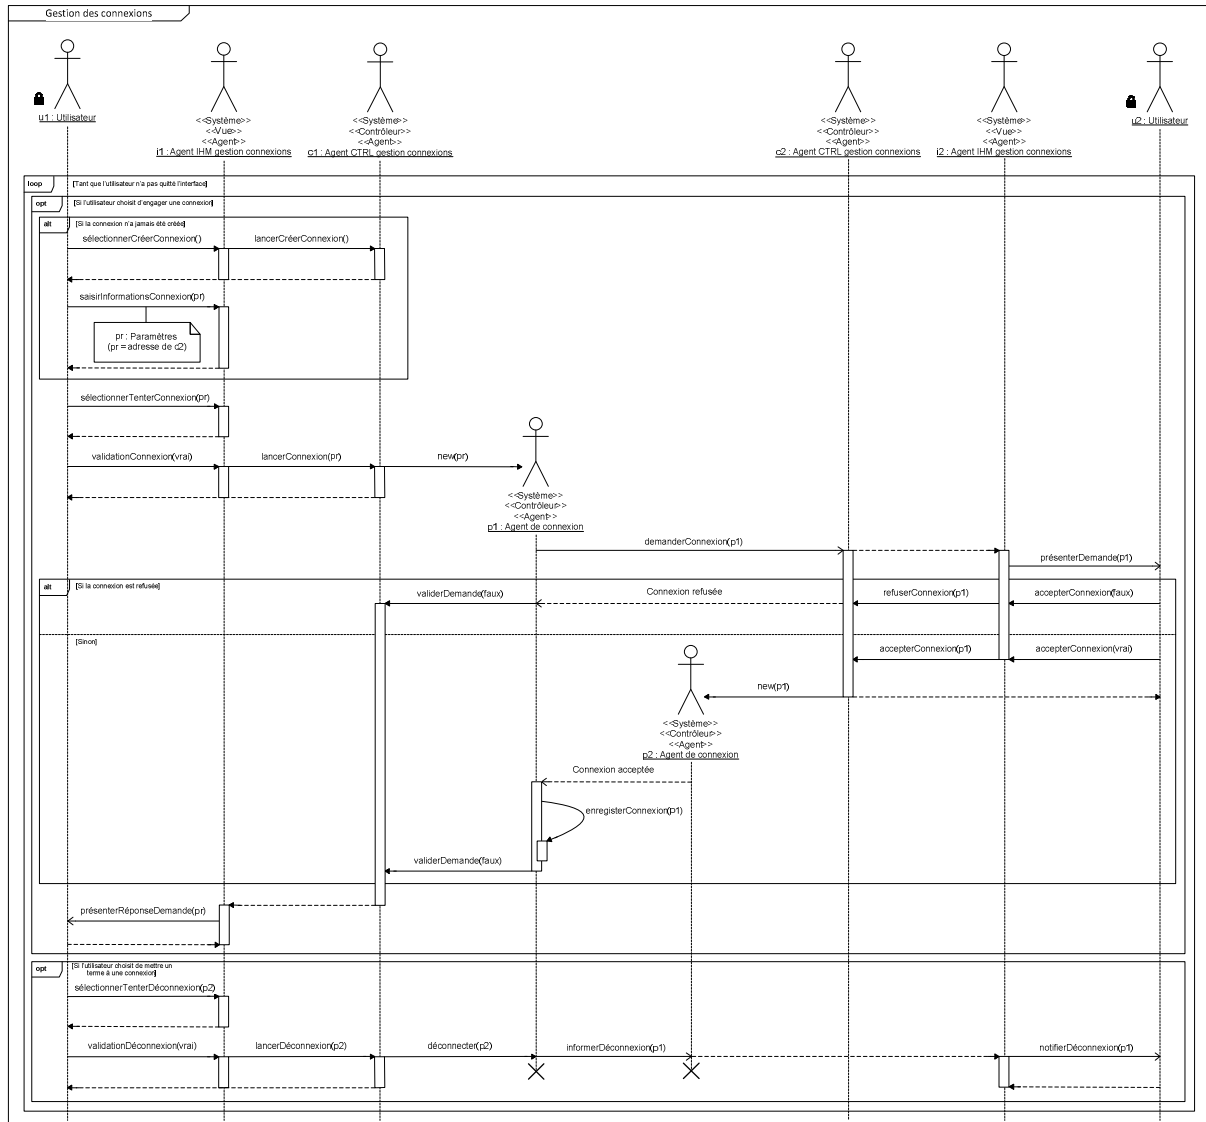 Gestion des connexions
u1 : Utilisateur
<<Système>>
<<Vue>>
<<Agent>>
i1 : Agent IHM gestion connexions
<<Système>>
<<Contrôleur>>
<<Agent>>
c1 : Agent CTRL gestion connexions
<<Système>>
<<Contrôleur>>
<<Agent>>
c2 : Agent CTRL gestion connexions
<<Système>>
<<Vue>>
<<Agent>>
i2 : Agent IHM gestion connexions
u2 : Utilisateur
loop [Tant que l'utilisateur n'a pas quitté l'interface]
opt [Si l'utilisateur choisit d'engager une connexion]
alt [Si la connexion n'a jamais été créée]
sélectionnerCréerConnexion()
lancerCréerConnexion()
saisirInformationsConnexion(pr)
pr : Paramètres
(pr = adresse de c2)
sélectionnerTenterConnexion(pr)
validationConnexion(vrai)
lancerConnexion(pr)
new(pr)
<<Système>>
<<Contrôleur>>
<<Agent>>
p1 : Agent de connexion
demanderConnexion(p1)
présenterDemande(p1)
alt [Si la connexion est refusée]
validerDemande(faux)
Connexion refusée
refuserConnexion(p1)
accepterConnexion(faux)
[Sinon]
accepterConnexion(p1)
accepterConnexion(vrai)
new(p1)
<<Système>>
<<Contrôleur>>
<<Agent>>
p2 : Agent de connexion
Connexion acceptée
enregisterConnexion(p1)
validerDemande(faux)
présenterRéponseDemande(pr)
opt [Si l'utilisateur choisit de mettre un
terme à une connexion]
sélectionnerTenterDéconnexion(p2)
validationDéconnexion(vrai)
lancerDéconnexion(p2)
déconnecter(p2)
informerDéconnexion(p1)
notifierDéconnexion(p1)